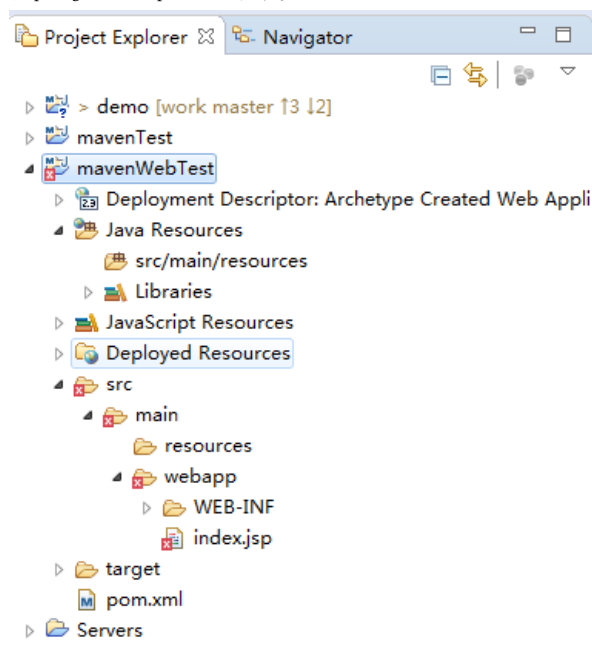 Project Explorer Navigator
> demo [work master ↑3 ↓2]
mavenTest
mavenWebTest
2.3 Deployment Descriptor: Archetype Created Web Appli
Java Resources
src/main/resources
Libraries
JavaScript Resources
Deployed Resources
src
main
resources
webapp
WEB-INF
index.jsp
target
pom.xml
Servers